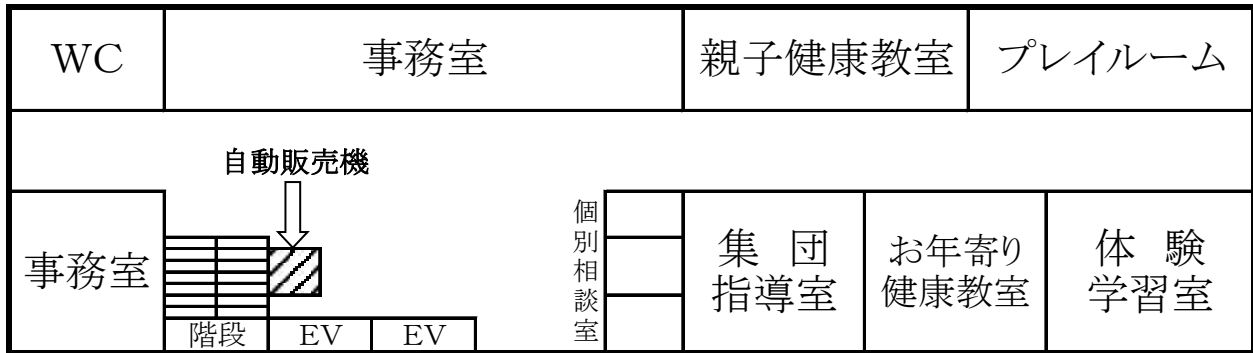 WC
事務室
親子健康教室
プレイルーム
自動販売機
事務室
階段
EV
EV
個別相談室
集団
指導室
お年寄り
健康教室
体験
学習室